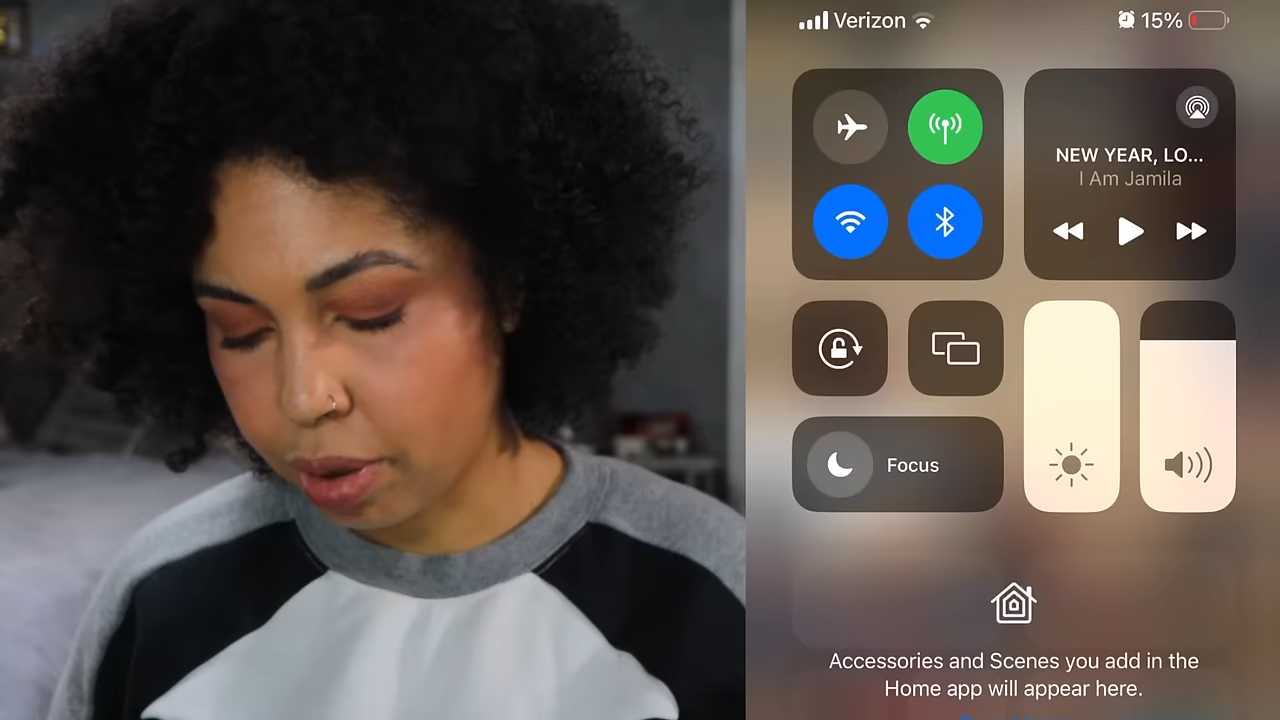 Verizon 15%
NEW YEAR, LO...
I Am Jamila
Focus
Accessories and Scenes you add in the
Home app will appear here.